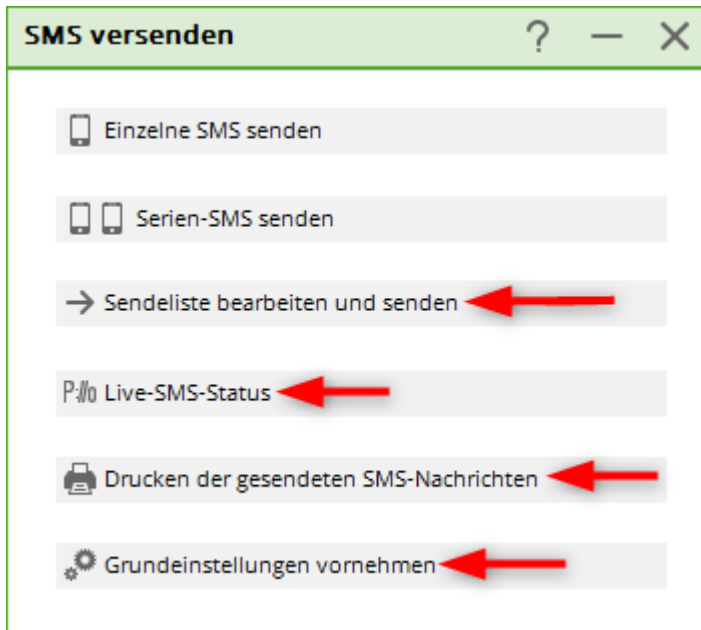 SMS versenden ? — X
Einzelne SMS senden
Serien-SMS senden
Sendeliste bearbeiten und senden
P:// Live-SMS-Status
Drucken der gesendeten SMS-Nachrichten
Grundeinstellungen vornehmen